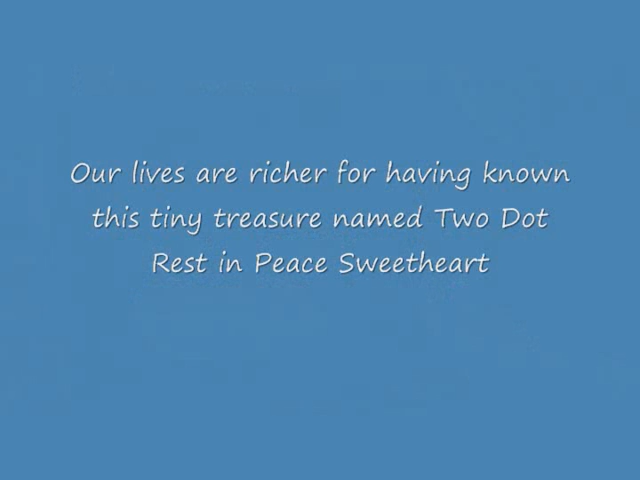 Our lives are richer for having known
this tiny treasure named Two Dot
Rest in Peace Sweetheart